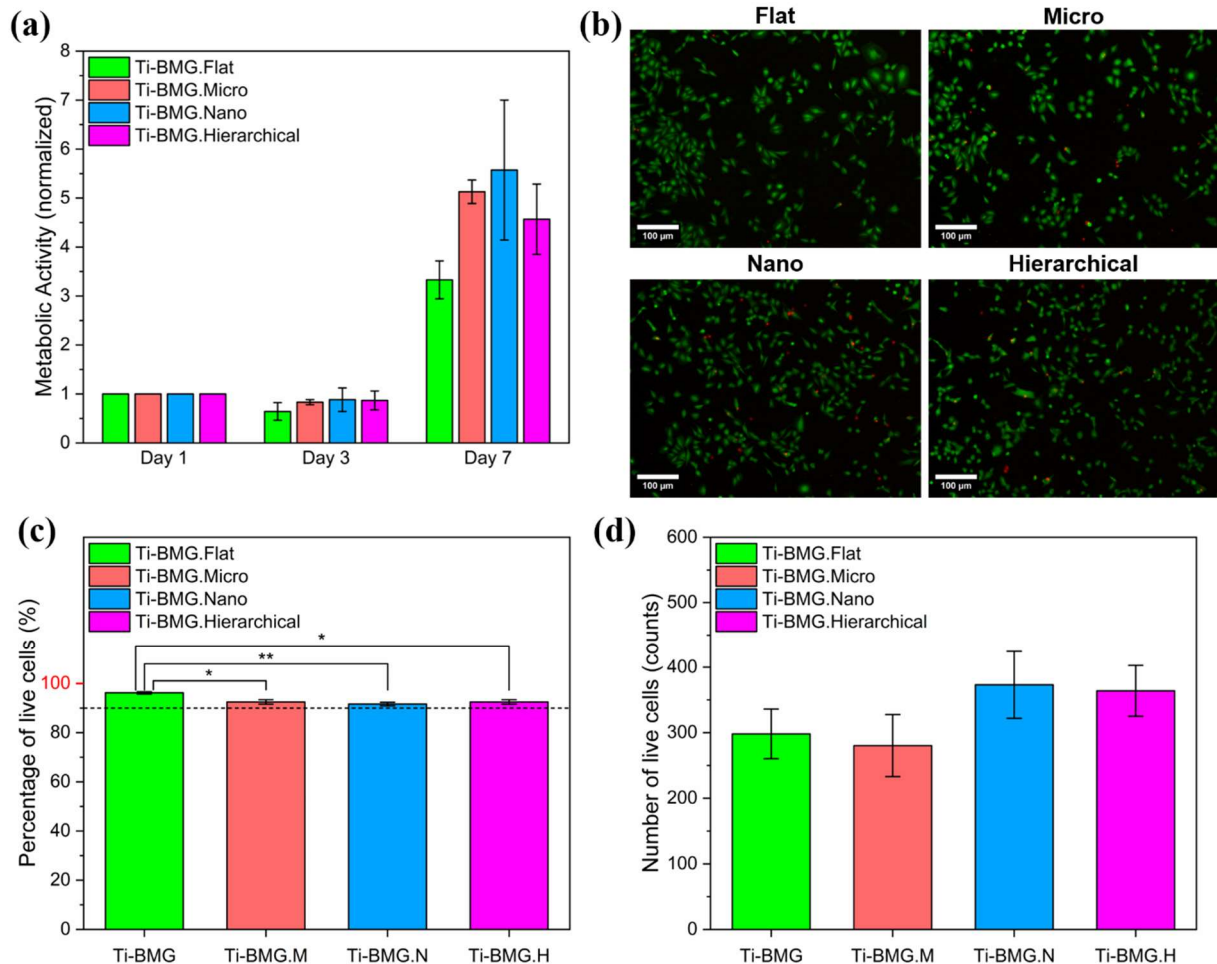 (a)
Metabolic Activity (normalized)
8
7
6
5
4
3
2
1
0
Ti-BMG.Flat
Ti-BMG.Micro
Ti-BMG.Nano
Ti-BMG.Hierarchical
Day 1 Day 3 Day 7
(b)
Flat Micro
100 µm 100 µm
Nano Hierarchical
100 µm 100 µm
(c)
Percentage of live cells (%)
100
80
60
40
20
0
Ti-BMG.Flat
Ti-BMG.Micro
Ti-BMG.Nano
Ti-BMG.Hierarchical
*
**
*
Ti-BMG Ti-BMG.M Ti-BMG.N Ti-BMG.H
(d)
Number of live cells (counts)
600
500
400
300
200
100
0
Ti-BMG.Flat
Ti-BMG.Micro
Ti-BMG.Nano
Ti-BMG.Hierarchical
Ti-BMG Ti-BMG.M Ti-BMG.N Ti-BMG.H